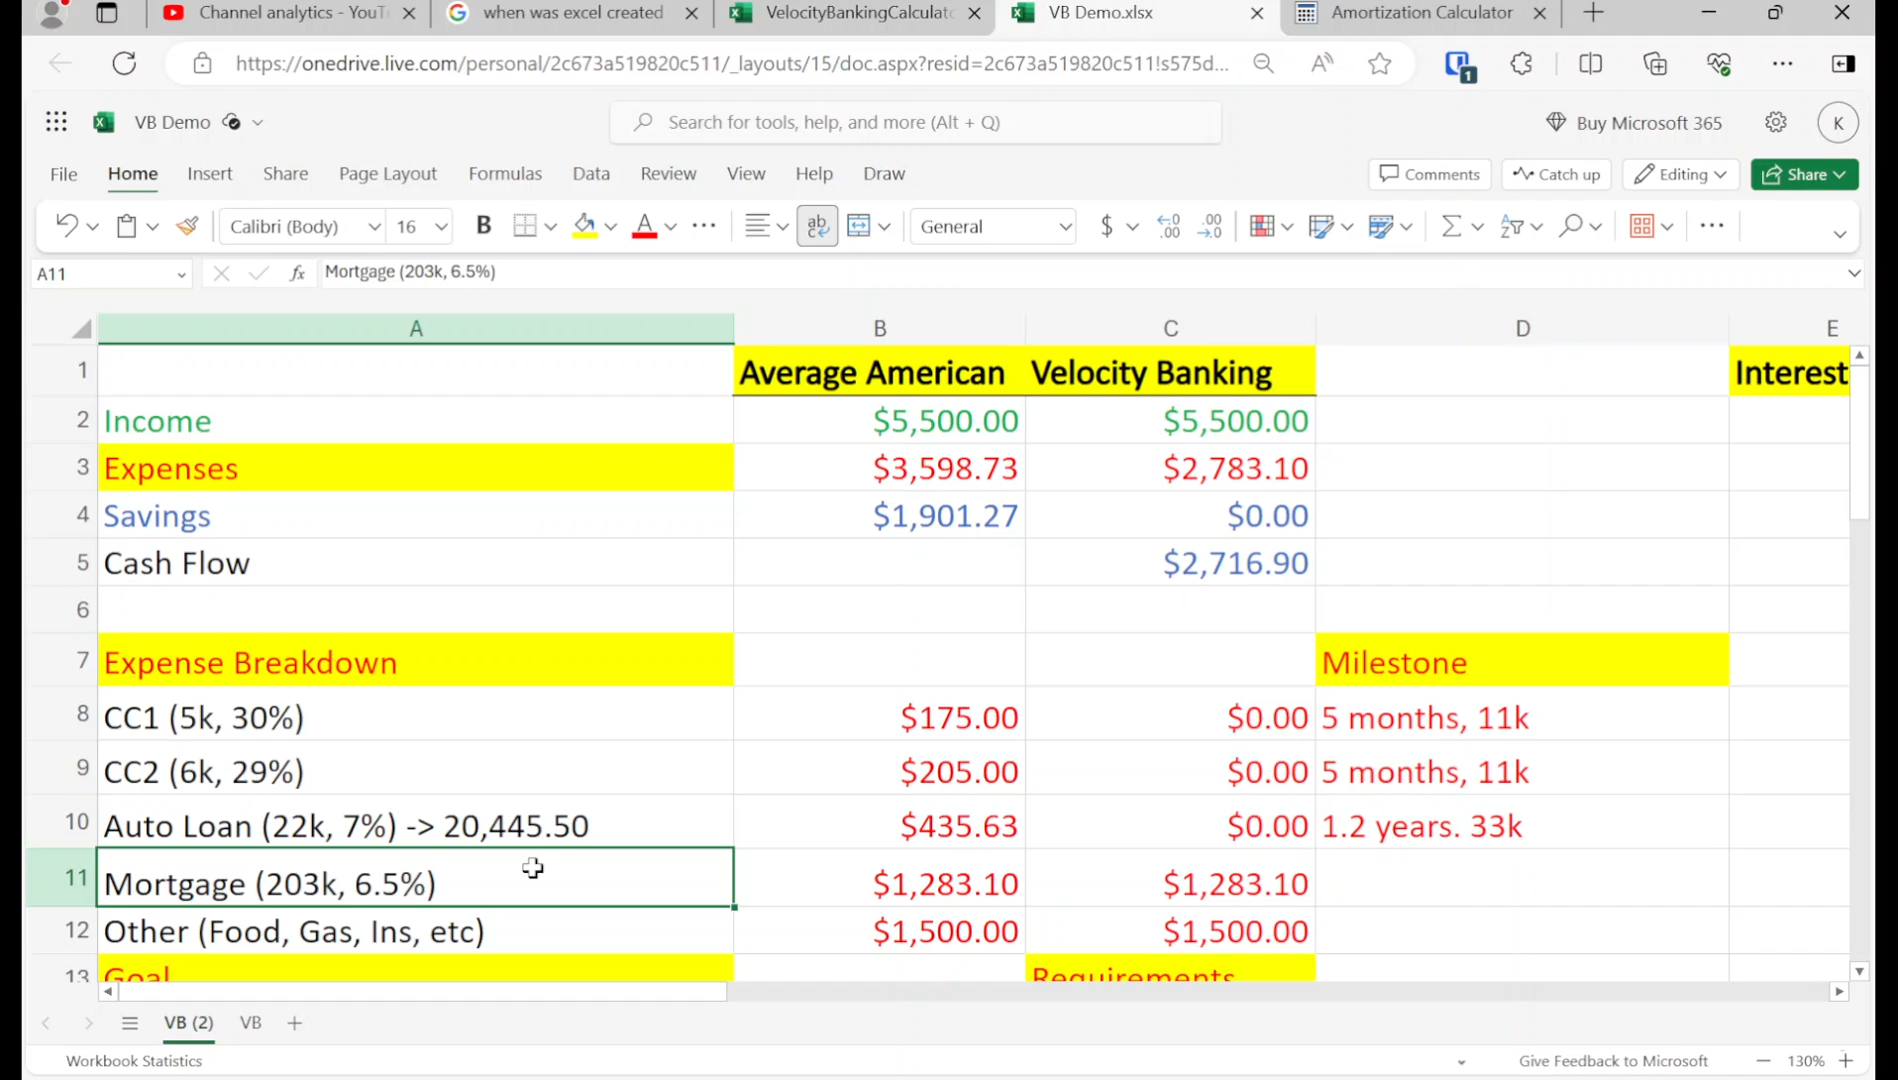 Channel analytics - YouT
when was excel created
VelocityBankingCalculato
VB Demo.xlsx
Amortization Calculator
https://onedrive.live.com/personal/2c673a519820c511/_layouts/15/doc.aspx?resid=2c673a519820c511!s575d...
1
VB Demo
Search for tools, help, and more (Alt + Q)
Buy Microsoft 365
K
File Home Insert Share Page Layout Formulas Data Review View Help Draw
Comments Catch up Editing Share
Calibri (Body) 16 B General $
A11 fx Mortgage (203k, 6.5%)
A B C D E
1 Average American Velocity Banking Interest
2 Income $5,500.00 $5,500.00
3 Expenses $3,598.73 $2,783.10
4 Savings $1,901.27 $0.00
5 Cash Flow $2,716.90
6
7 Expense Breakdown Milestone
8 CC1 (5k, 30%) $175.00 $0.00 5 months, 11k
9 CC2 (6k, 29%) $205.00 $0.00 5 months, 11k
10 Auto Loan (22k, 7%) -> 20,445.50 $435.63 $0.00 1.2 years. 33k
11 Mortgage (203k, 6.5%) $1,283.10 $1,283.10
12 Other (Food, Gas, Ins, etc) $1,500.00 $1,500.00
13 Goal Requirements
VB (2) VB
Workbook Statistics
Give Feedback to Microsoft
130%